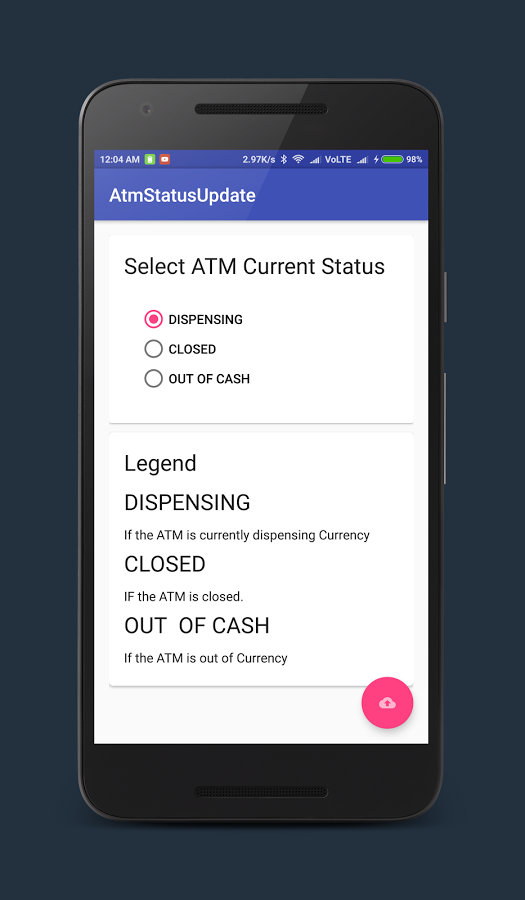 12:04 AM 2.97K/s VoLTE 98%
AtmStatusUpdate
Select ATM Current Status
DISPENSING
CLOSED
OUT OF CASH
Legend
DISPENSING
If the ATM is currently dispensing Currency
CLOSED
IF the ATM is closed.
OUT  OF CASH
If the ATM is out of Currency